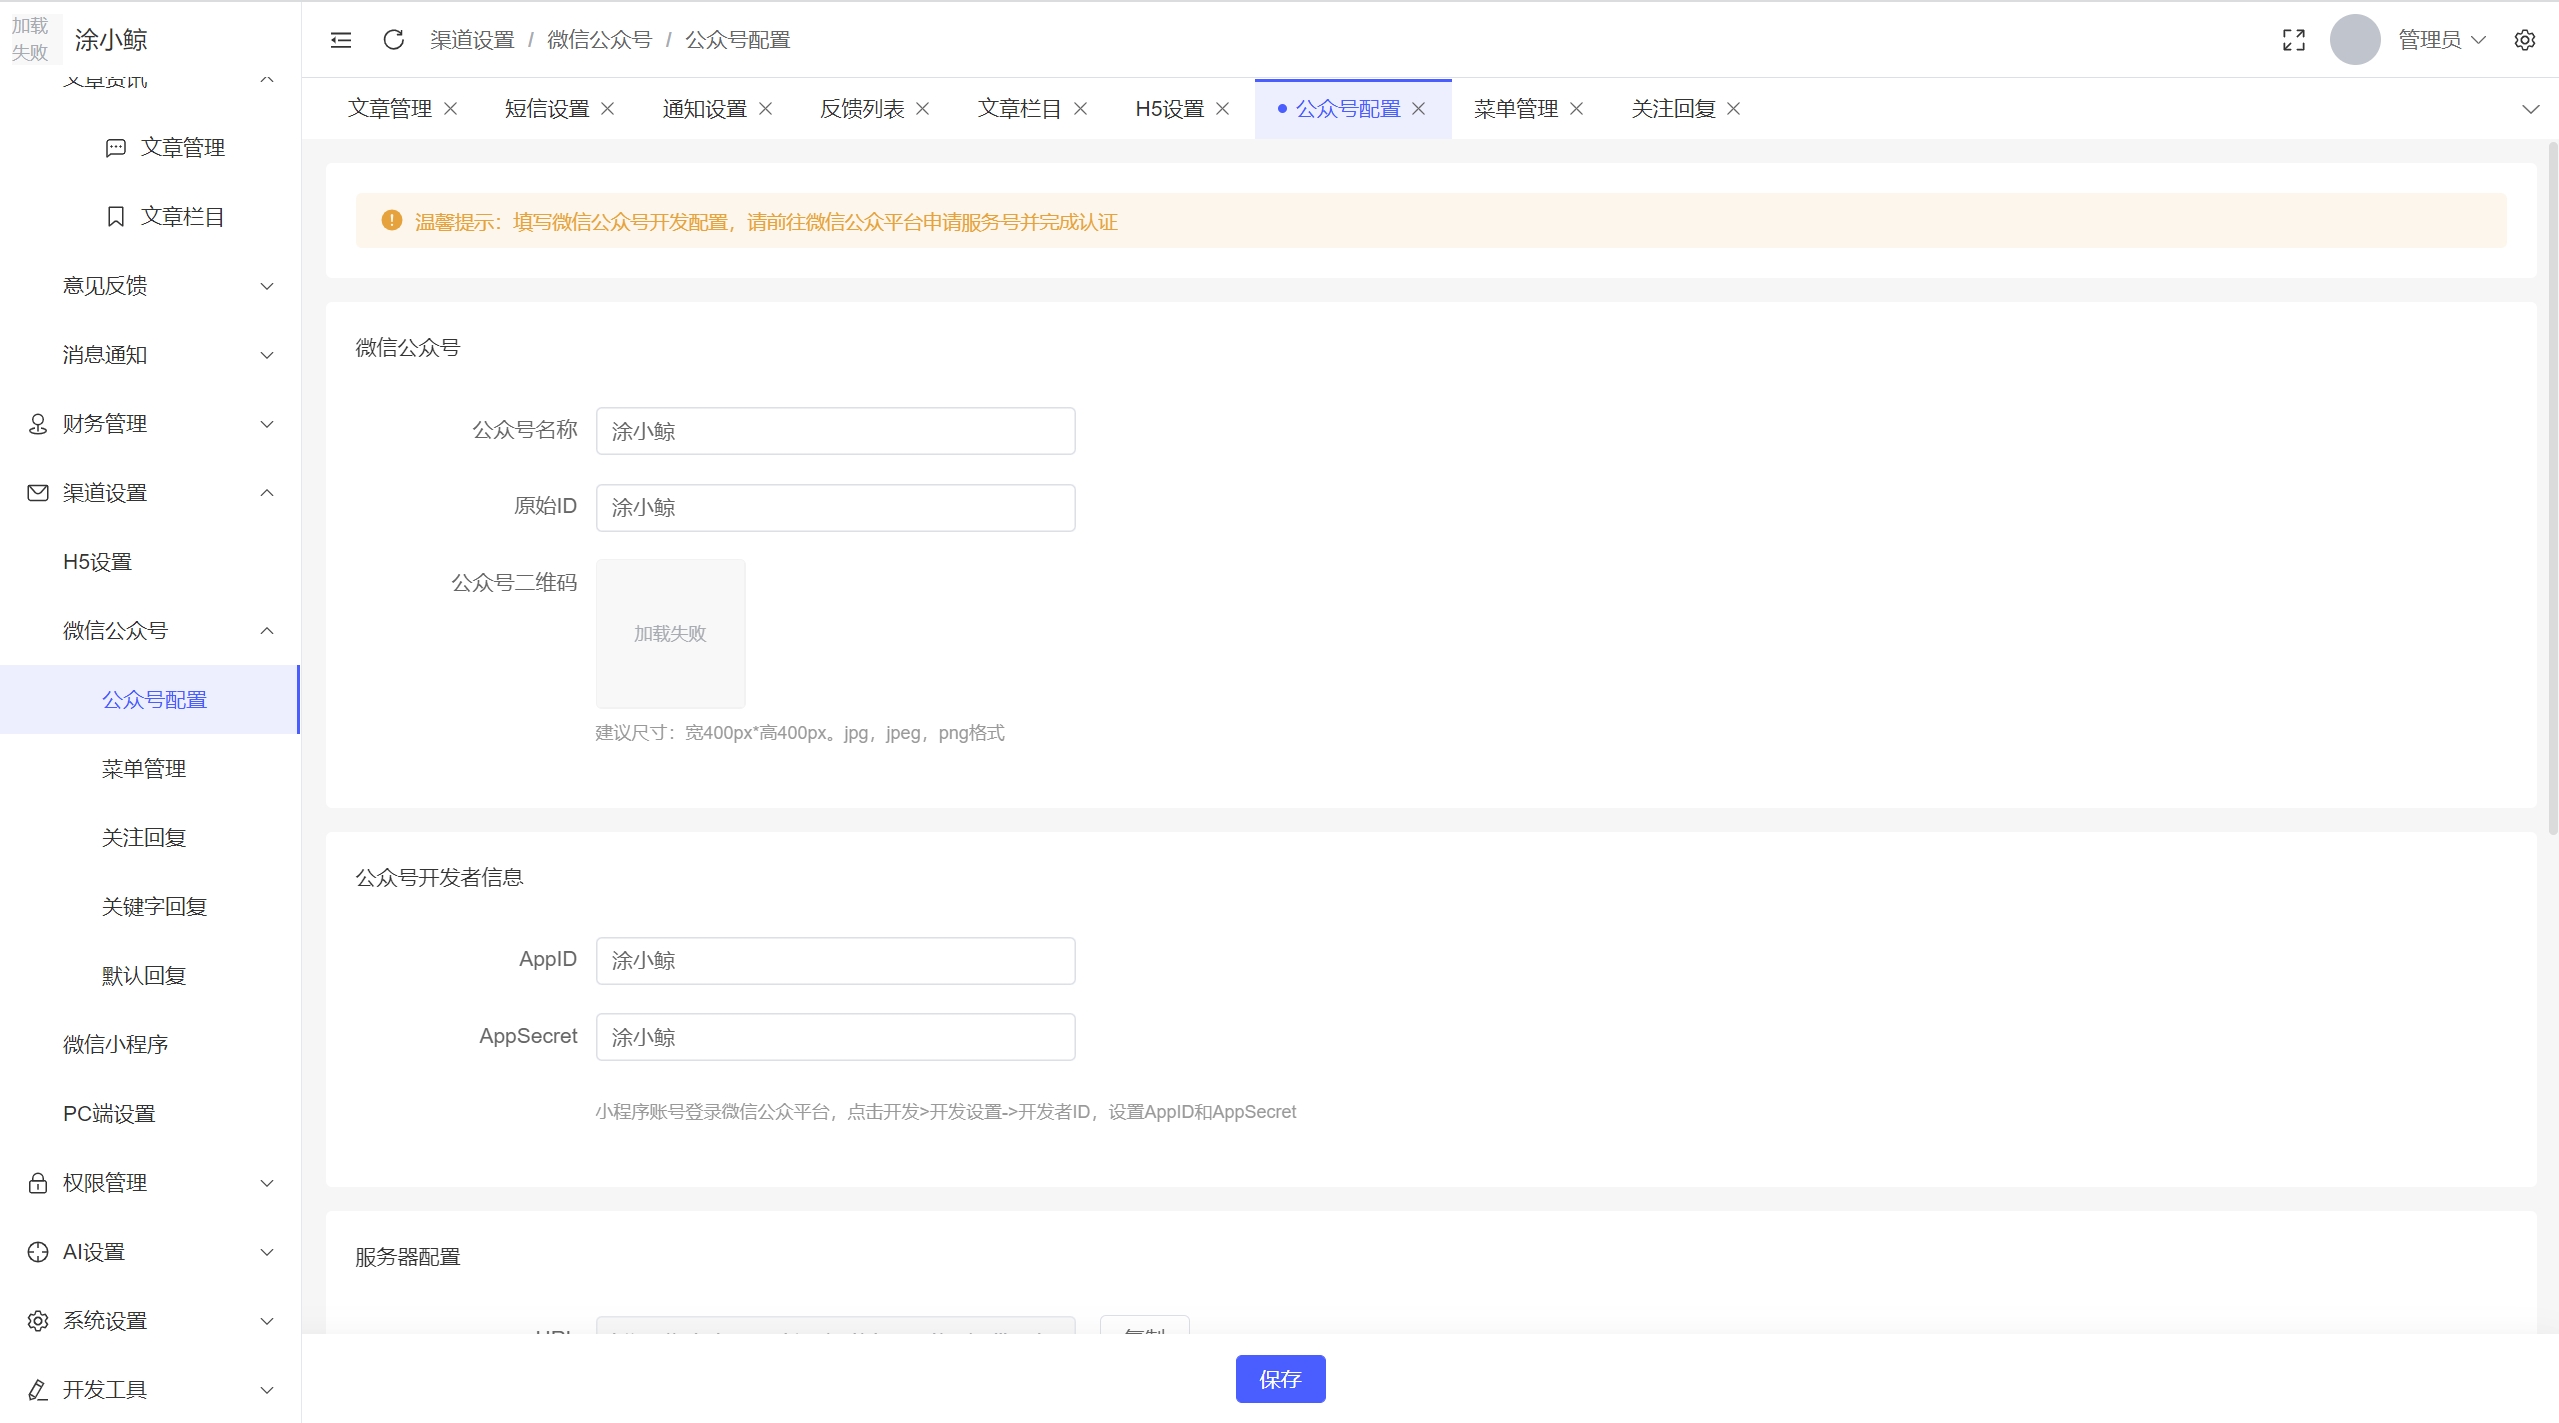 加载
失败
涂小鲸
渠道设置 / 微信公众号 / 公众号配置
管理员
文章资讯
文章管理
文章栏目
意见反馈
消息通知
财务管理
渠道设置
H5设置
微信公众号
公众号配置
菜单管理
关注回复
关键字回复
默认回复
微信小程序
PC端设置
权限管理
AI设置
系统设置
开发工具
文章管理 短信设置 通知设置 反馈列表 文章栏目 H5设置 公众号配置 菜单管理 关注回复
温馨提示：填写微信公众号开发配置，请前往微信公众平台申请服务号并完成认证
微信公众号
公众号名称 涂小鲸
原始ID 涂小鲸
公众号二维码
加载失败
建议尺寸：宽400px*高400px。jpg，jpeg，png格式
公众号开发者信息
AppID 涂小鲸
AppSecret 涂小鲸
小程序账号登录微信公众平台，点击开发>开发设置->开发者ID，设置AppID和AppSecret
服务器配置
URL 复制
保存